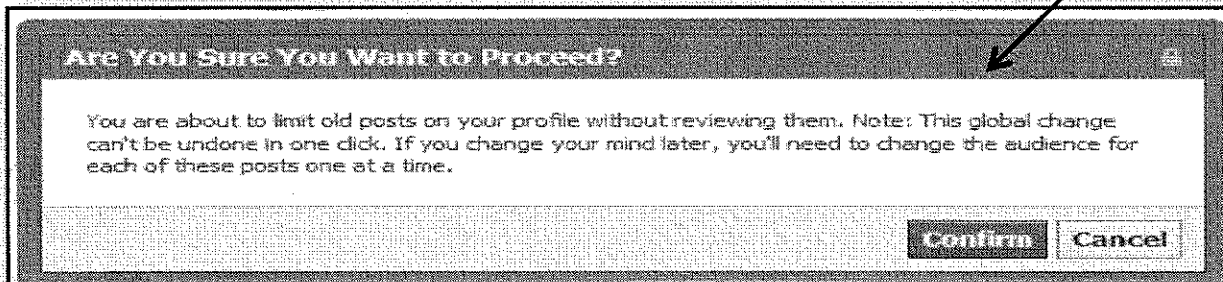 Are You Sure You Want to Proceed?
You are about to limit old posts on your profile without reviewing them. Note: This global change
can't be undone in one click. If you change your mind later, you'll need to change the audience for
each of these posts one at a time.
Confirm Cancel